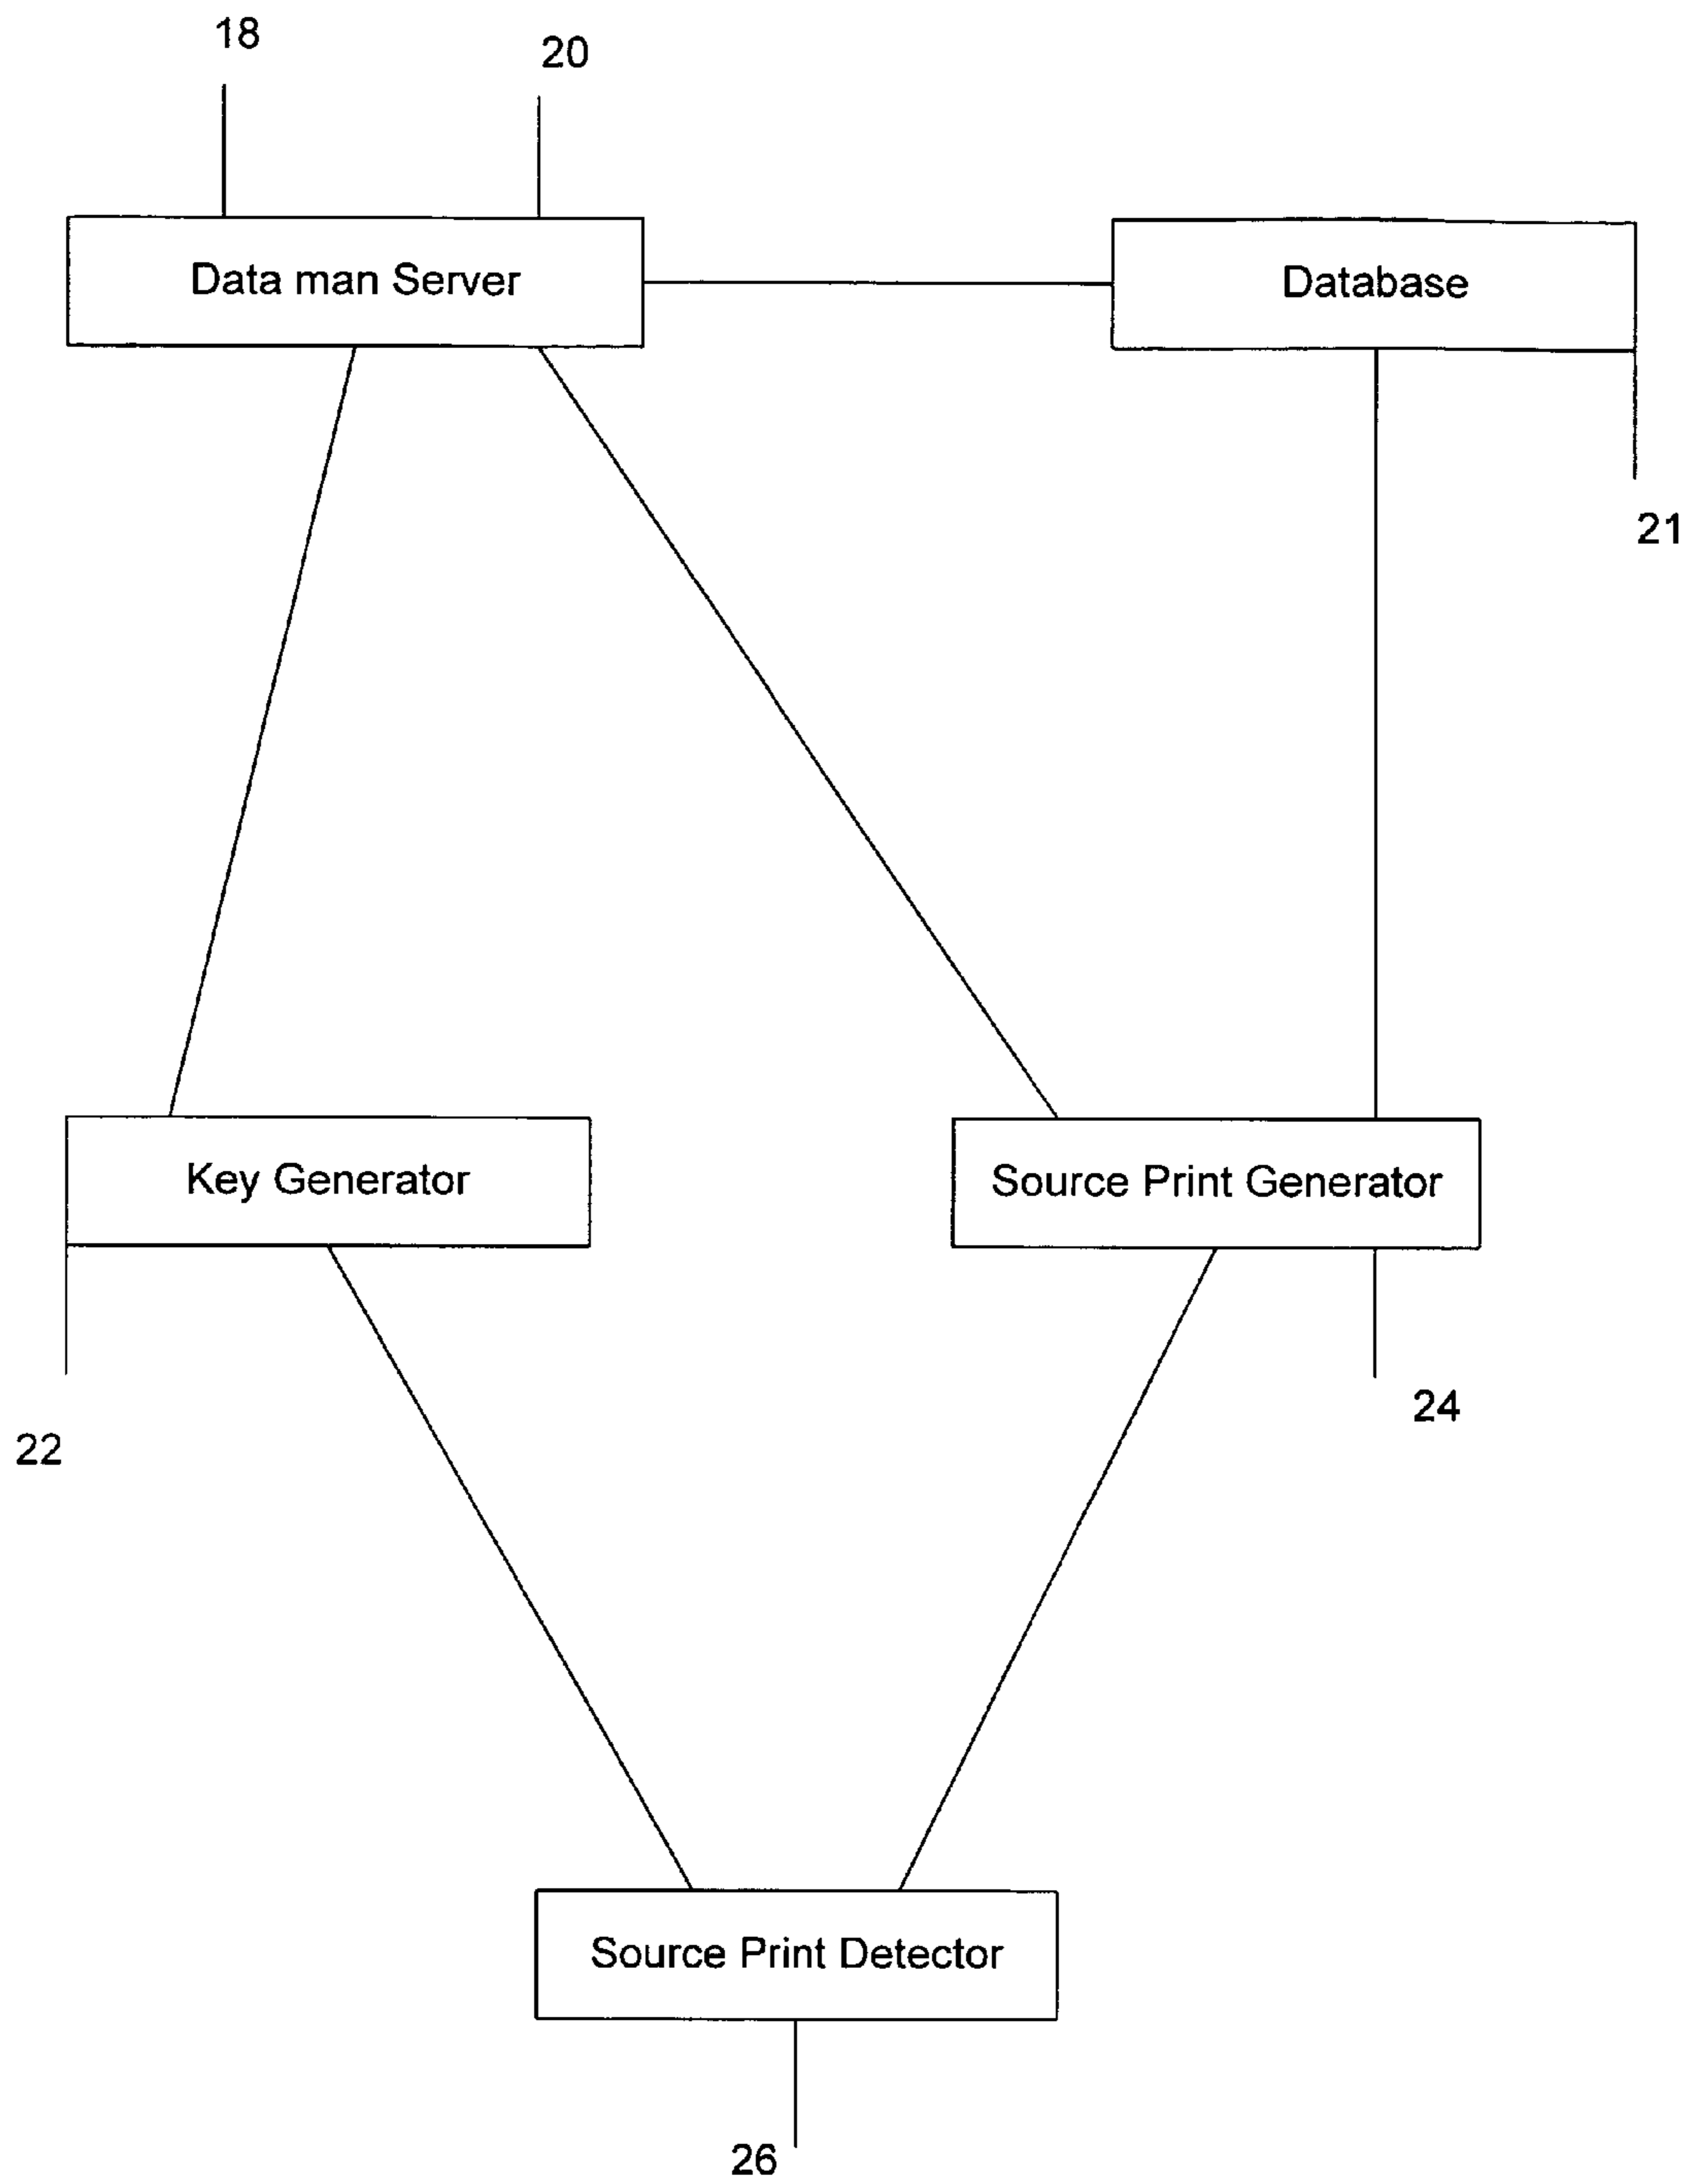 18
20
Data man Server
Database
21
Key Generator
Source Print Generator
24
22
Source Print Detector
26